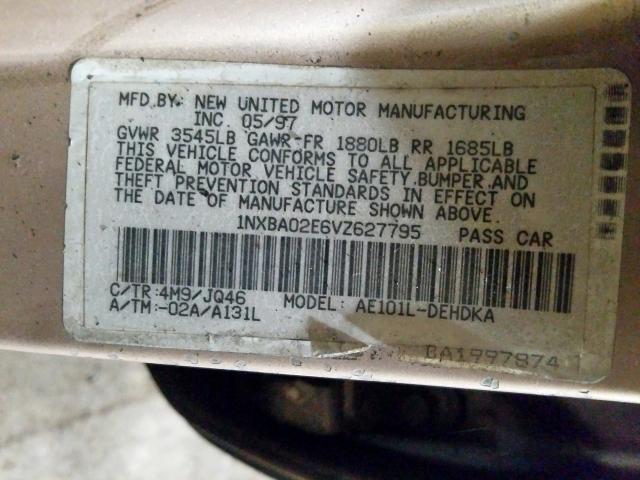 MFD BY: NEW UNITED MOTOR MANUFACTURING
INC. 05/97
GVWR 3545LB GAWR-FR 1880LB RR 1685LB
THIS VEHICLE CONFORMS TO ALL APPLICABLE
FEDERAL MOTOR VEHICLE SAFETY, BUMPER, AND
THEFT PREVENTION STANDARDS IN EFFECT ON
THE DATE OF MANUFACTURE SHOWN ABOVE.
1NXBA02E6VZ627795 PASS CAR
C/TR:4M9/JQ46 MODEL: AE101L-DEHDKA
A/TM:-02A/A131L
BA1997874